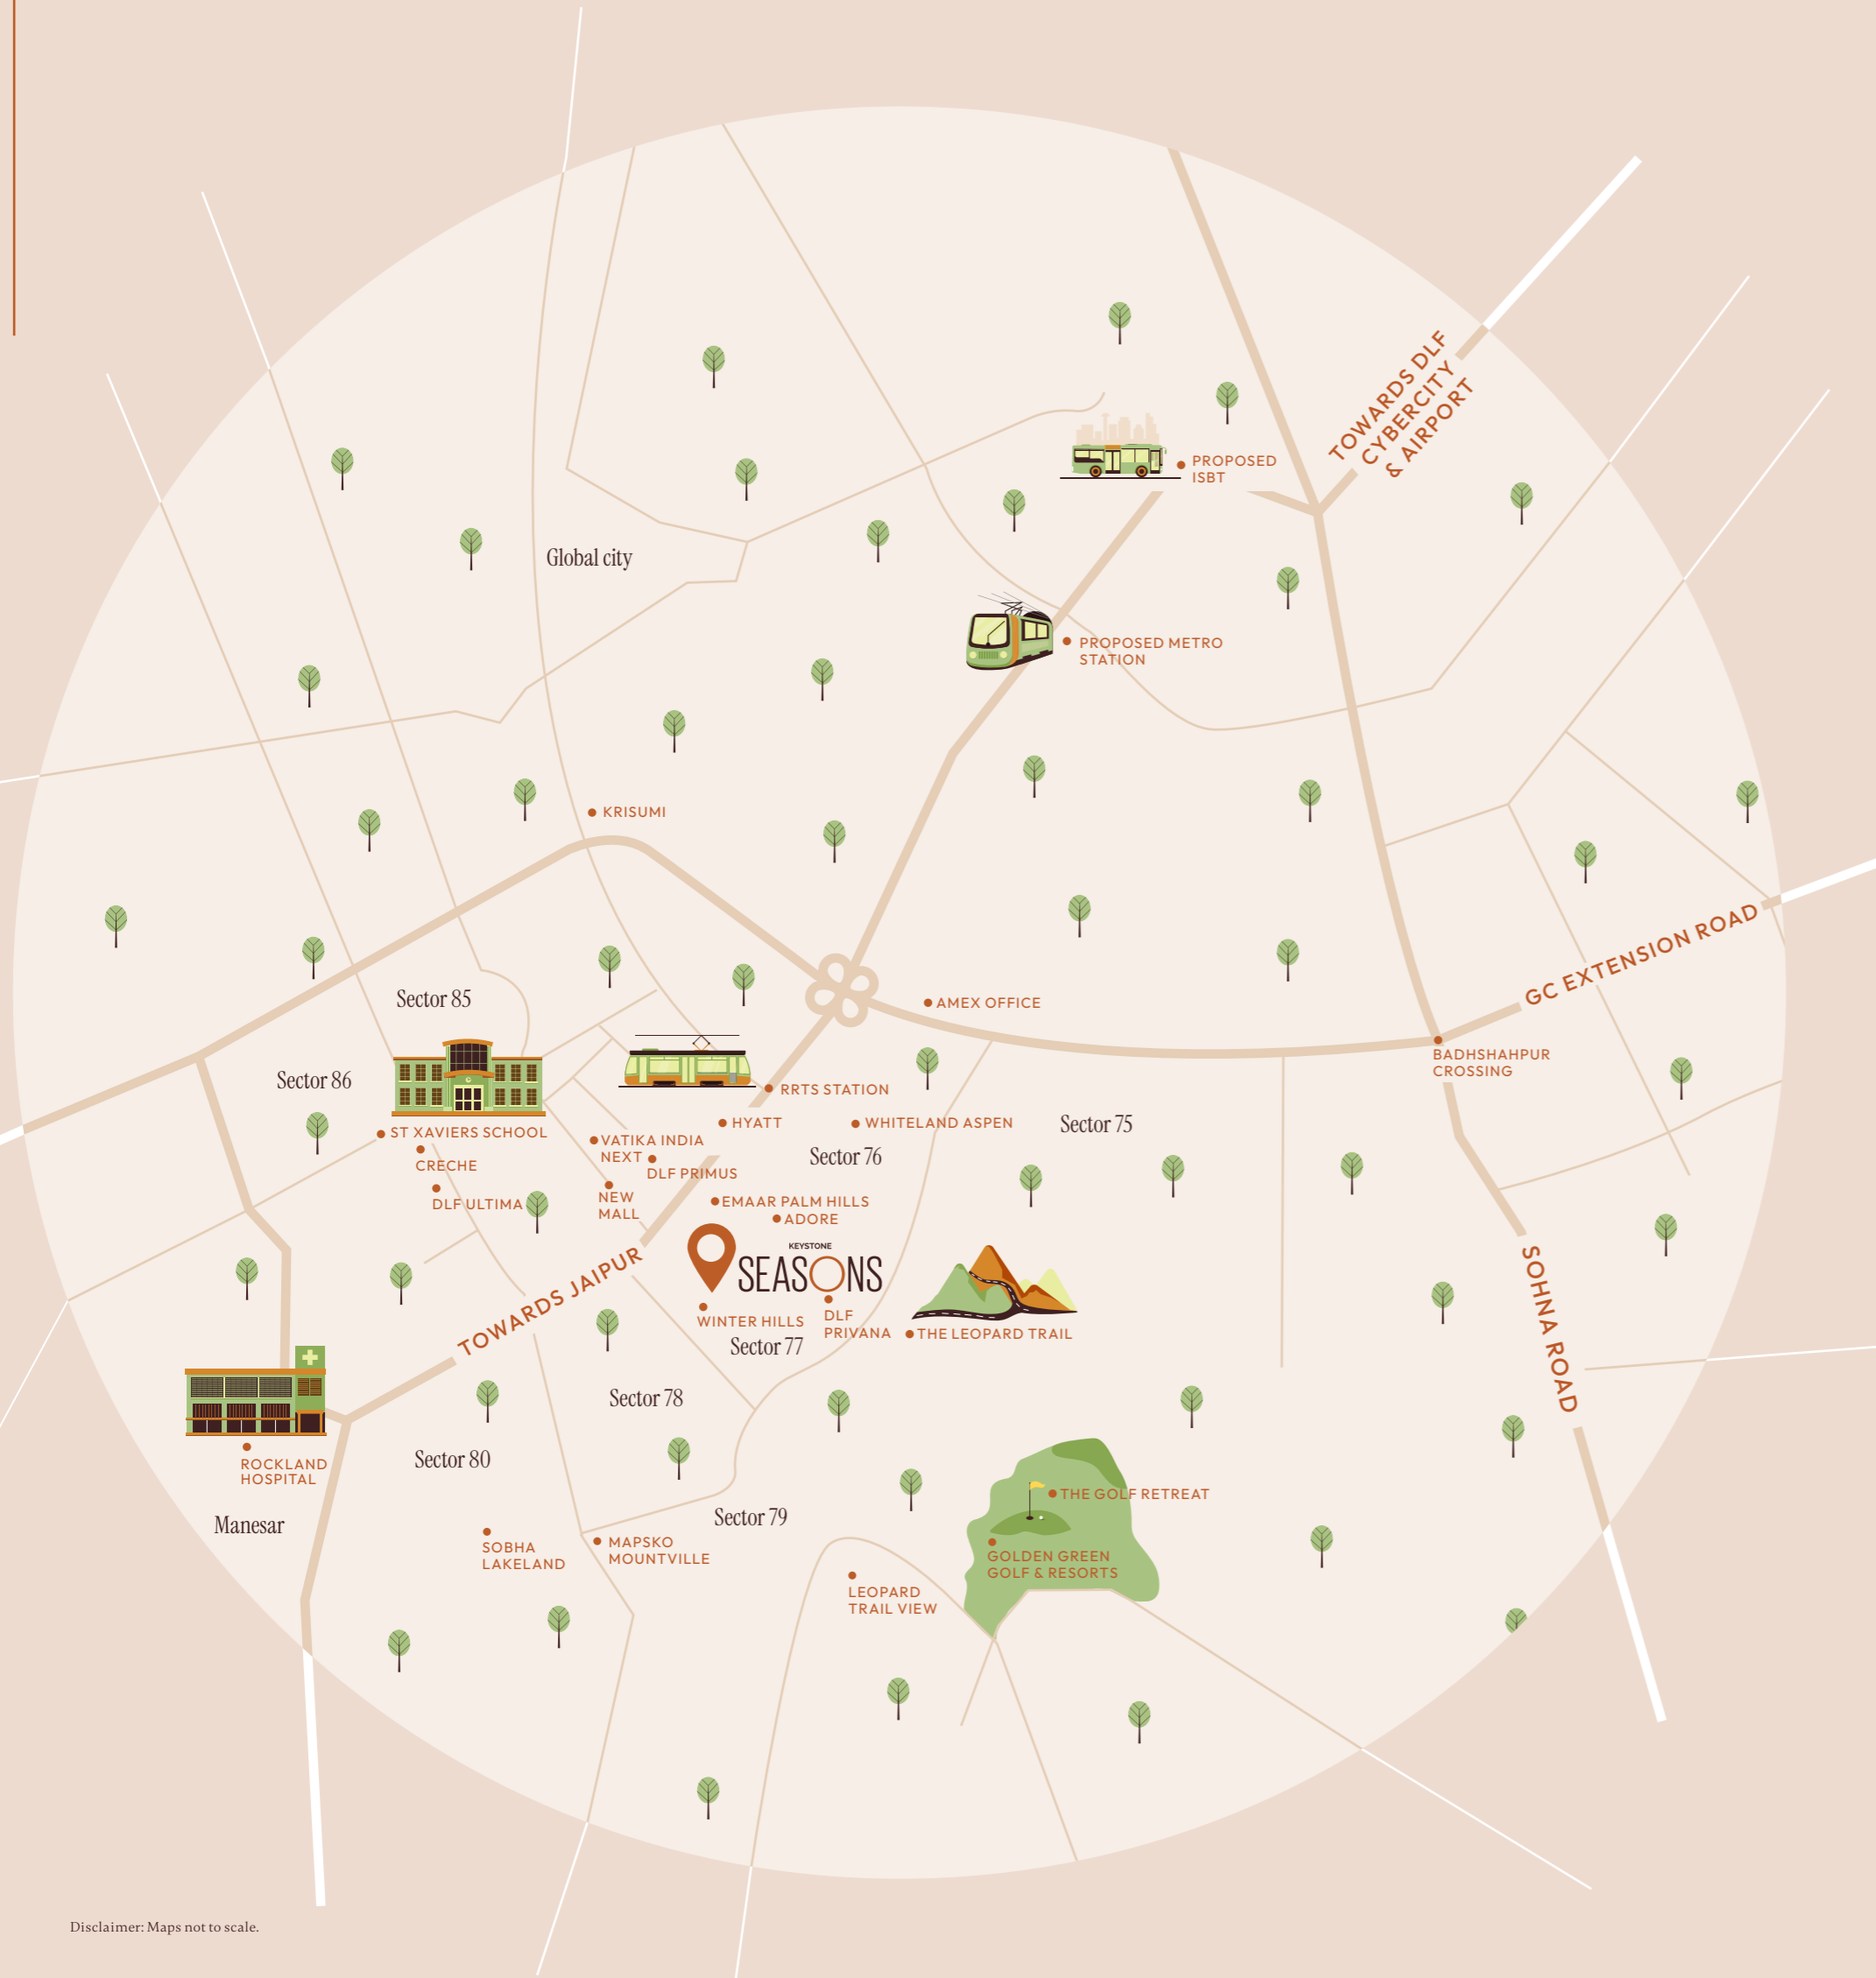 TOWARDS DLF
CYBERCITY
& AIRPORT
PROPOSED
ISBT
Global city
PROPOSED METRO
STATION
KRISUMI
GC EXTENSION ROAD
Sector 85
AMEX OFFICE
BADHSHAHPUR
CROSSING
Sector 86
RRTS STATION
HYATT
WHITELAND ASPEN
Sector 75
ST XAVIERS SCHOOL
CRECHE
VATIKA INDIA
NEXT
DLF PRIMUS
Sector 76
DLF ULTIMA
NEW
MALL
EMAAR PALM HILLS
ADORE
KEYSTONE
SEASONS
TOWARDS JAIPUR
WINTER HILLS
DLF
PRIVANA
THE LEOPARD TRAIL
Sector 77
SOHNA ROAD
Sector 78
Sector 80
ROCKLAND
HOSPITAL
THE GOLF RETREAT
Manesar
Sector 79
SOBHA
LAKELAND
MAPSKO
MOUNTVILLE
GOLDEN GREEN
GOLF & RESORTS
LEOPARD
TRAIL VIEW
Disclaimer: Maps not to scale.